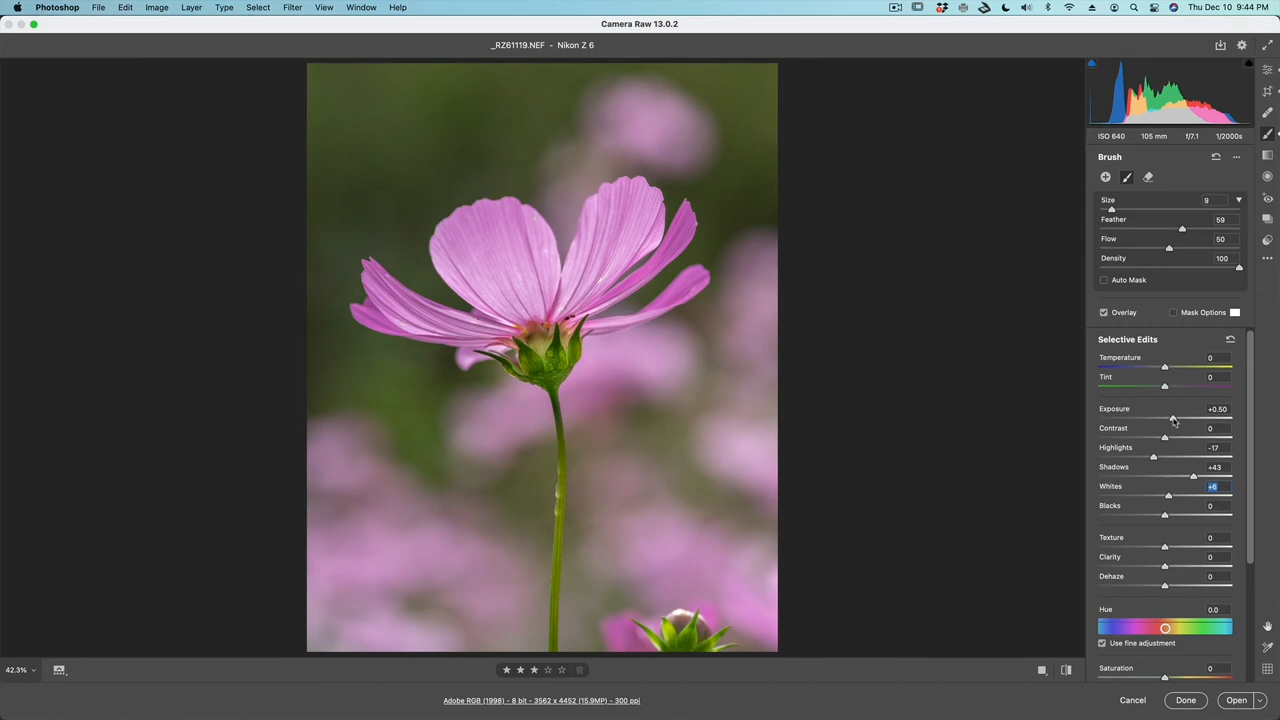 Photoshop File Edit Image Layer Type Select Filter View Window Help Thu Dec 10 9:44 PM
Camera Raw 13.0.2
_RZ61119.NEF - Nikon Z 6
ISO 640 105 mm f/7.1 1/2000s
Brush
Size 9
Feather 59
Flow 50
Density 100
Auto Mask
Overlay Mask Options
Selective Edits
Temperature 0
Tint 0
Exposure +0.50
Contrast 0
Highlights -17
Shadows +43
Whites +6
Blacks 0
Texture 0
Clarity 0
Dehaze 0
Hue 0.0
Use fine adjustment
Saturation 0
42.3%
Adobe RGB (1998) - 8 bit - 3562 x 4452 (15.9MP) - 300 ppi
Cancel Done Open